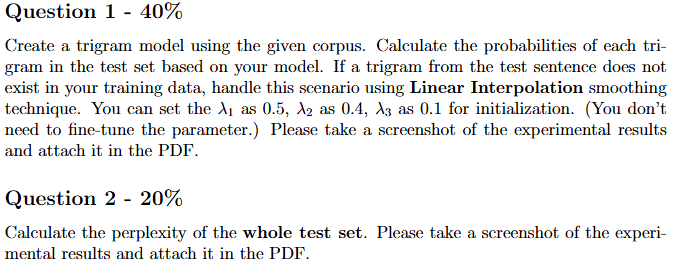 Question 1 - 40%
Create a trigram model using the given corpus. Calculate the probabilities of each tri-
gram in the test set based on your model. If a trigram from the test sentence does not
exist in your training data, handle this scenario using Linear Interpolation smoothing
technique. You can set the λ₁ as 0.5, λ₂ as 0.4, λ₃ as 0.1 for initialization. (You don't
need to fine-tune the parameter.) Please take a screenshot of the experimental results
and attach it in the PDF.
Question 2 - 20%
Calculate the perplexity of the whole test set. Please take a screenshot of the experi-
mental results and attach it in the PDF.